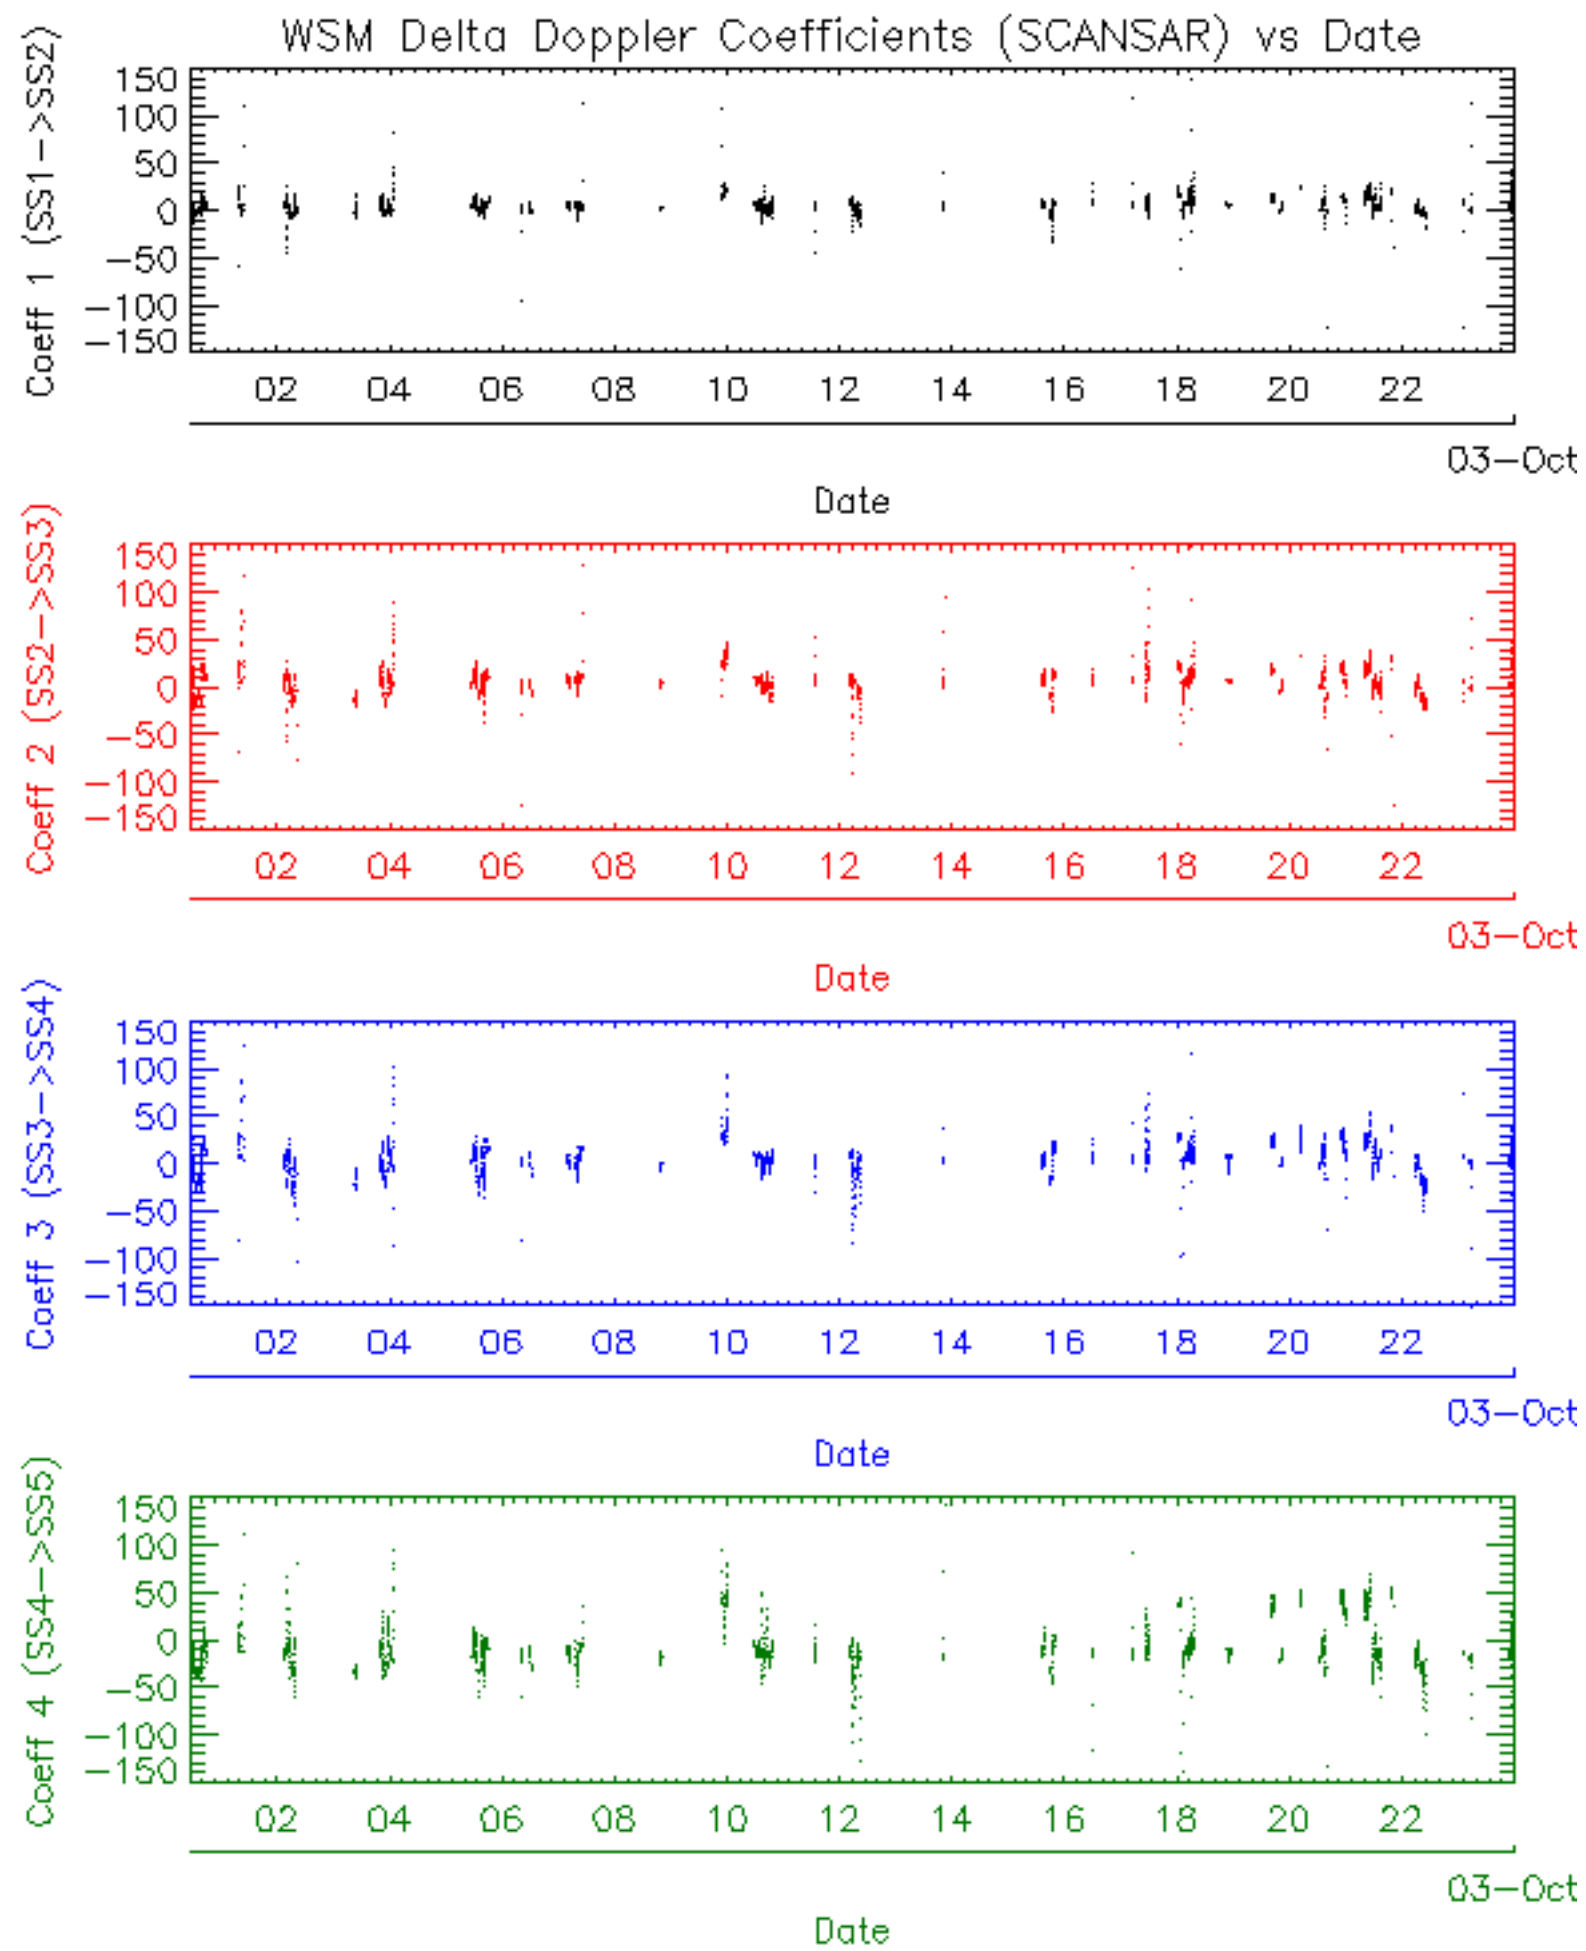 WSM Delta Doppler Coefficients (SCANSAR) vs Date
Coeff 1 (SS1->SS2)
150
100
50
0
-50
-100
-150
02 04 06 08 10 12 14 16 18 20 22
03-Oct
Date
Coeff 2 (SS2->SS3)
150
100
50
0
-50
-100
-150
02 04 06 08 10 12 14 16 18 20 22
03-Oct
Date
Coeff 3 (SS3->SS4)
150
100
50
0
-50
-100
-150
02 04 06 08 10 12 14 16 18 20 22
03-Oct
Date
Coeff 4 (SS4->SS5)
150
100
50
0
-50
-100
-150
02 04 06 08 10 12 14 16 18 20 22
03-Oct
Date